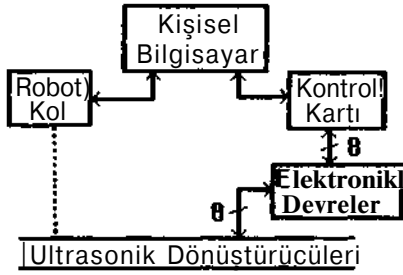 Kişisel
Bilgisayar
Robot
Kol
Kontrol
Kartı
8
Elektronik
Devreler
8
Ultrasonik Dönüştürücüleri